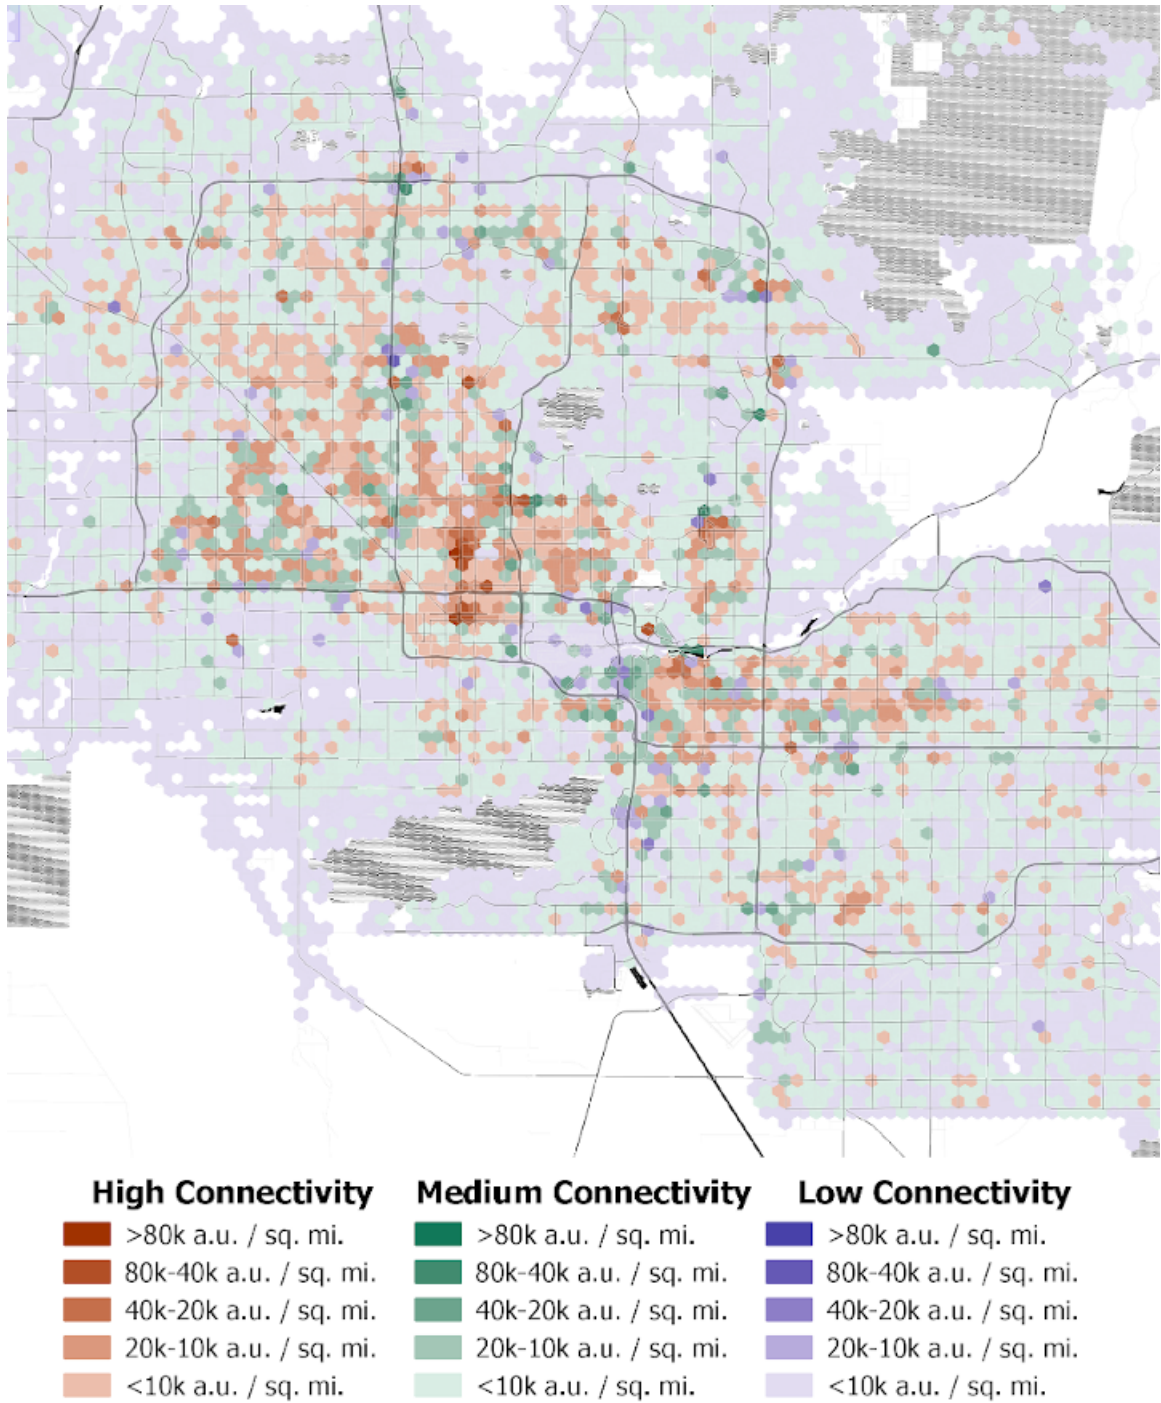 High Connectivity
>80k a.u. / sq. mi.
80k-40k a.u. / sq. mi.
40k-20k a.u. / sq. mi.
20k-10k a.u. / sq. mi.
<10k a.u. / sq. mi.
Medium Connectivity
>80k a.u. / sq. mi.
80k-40k a.u. / sq. mi.
40k-20k a.u. / sq. mi.
20k-10k a.u. / sq. mi.
<10k a.u. / sq. mi.
Low Connectivity
>80k a.u. / sq. mi.
80k-40k a.u. / sq. mi.
40k-20k a.u. / sq. mi.
20k-10k a.u. / sq. mi.
<10k a.u. / sq. mi.